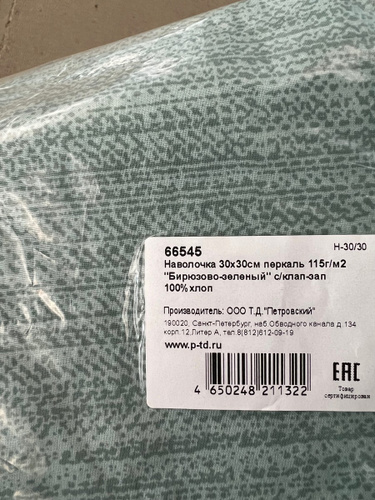 66545
Н-30/30
Наволочка 30х30см перкаль 115г/м2
"Бирюзово-зеленый" с/клап-зап
100%хлоп
Производитель: ООО Т.Д."Петровский"
190020, Санкт-Петербург, наб.Обводного канала д.134
корп.12,Литер А, тел.8(812)612-09-19
www.p-td.ru
EAC
Товар
сертифицирован
4 650248 211322